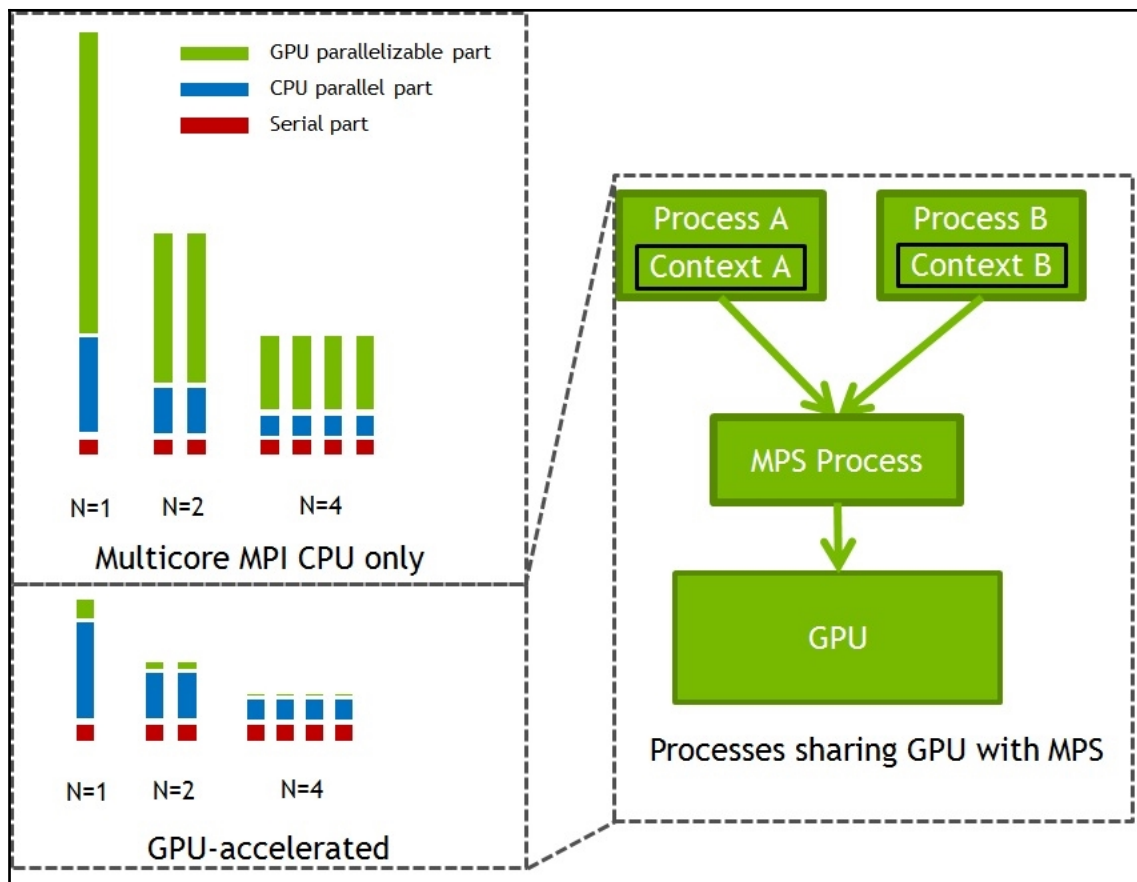 GPU parallelizable part
CPU parallel part
Serial part
N=1
N=2
N=4
Multicore MPI CPU only
N=1
N=2
N=4
GPU-accelerated
Process A
Context A
Process B
Context B
MPS Process
GPU
Processes sharing GPU with MPS